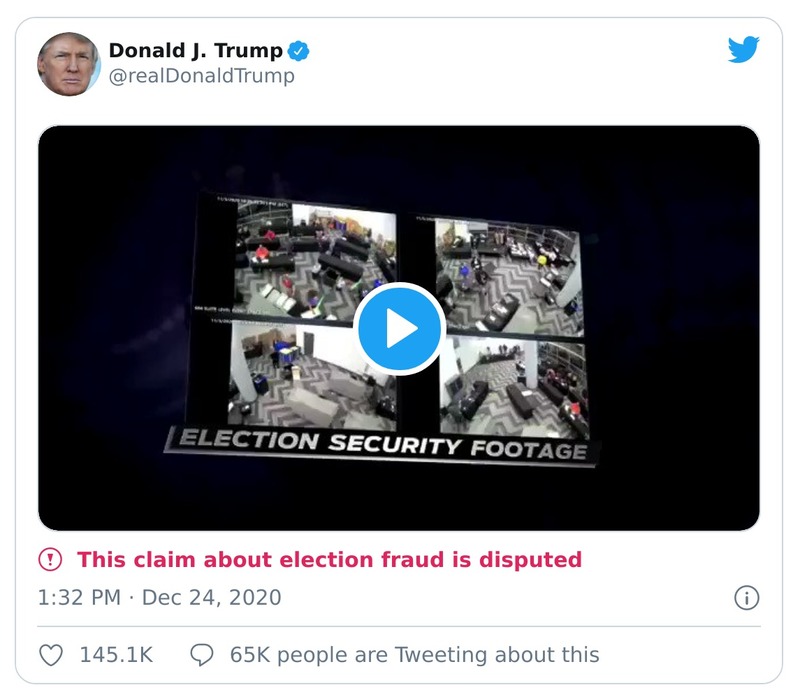 Donald J. Trump
@realDonaldTrump
ELECTION SECURITY FOOTAGE
This claim about election fraud is disputed
1:32 PM · Dec 24, 2020
145.1K
65K people are Tweeting about this